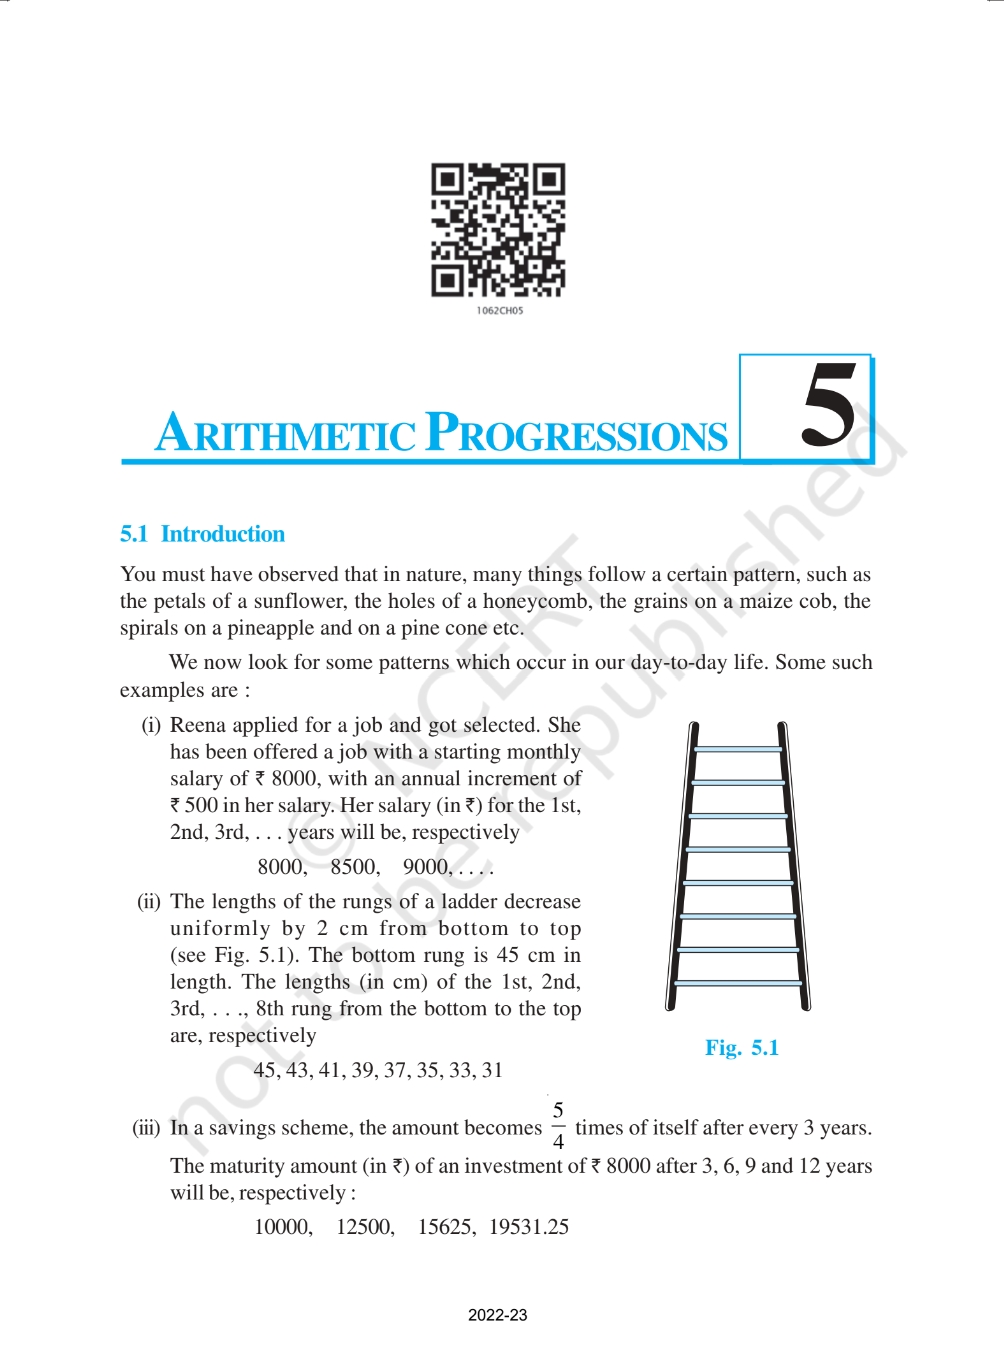 1062CH05
ARITHMETIC PROGRESSIONS
5
5.1 Introduction
You must have observed that in nature, many things follow a certain pattern, such as
the petals of a sunflower, the holes of a honeycomb, the grains on a maize cob, the
spirals on a pineapple and on a pine cone etc.
We now look for some patterns which occur in our day-to-day life. Some such
examples are :
(i) Reena applied for a job and got selected. She
has been offered a job with a starting monthly
salary of ₹ 8000, with an annual increment of
₹ 500 in her salary. Her salary (in ₹) for the 1st,
2nd, 3rd, . . . years will be, respectively
8000, 8500, 9000, . . . .
(ii) The lengths of the rungs of a ladder decrease
uniformly by 2 cm from bottom to top
(see Fig. 5.1). The bottom rung is 45 cm in
length. The lengths (in cm) of the 1st, 2nd,
3rd, . . ., 8th rung from the bottom to the top
are, respectively
45, 43, 41, 39, 37, 35, 33, 31
Fig. 5.1
(iii) In a savings scheme, the amount becomes 5/4 times of itself after every 3 years.
The maturity amount (in ₹) of an investment of ₹ 8000 after 3, 6, 9 and 12 years
will be, respectively :
10000, 12500, 15625, 19531.25
© NCERT
not to be republished
2022-23